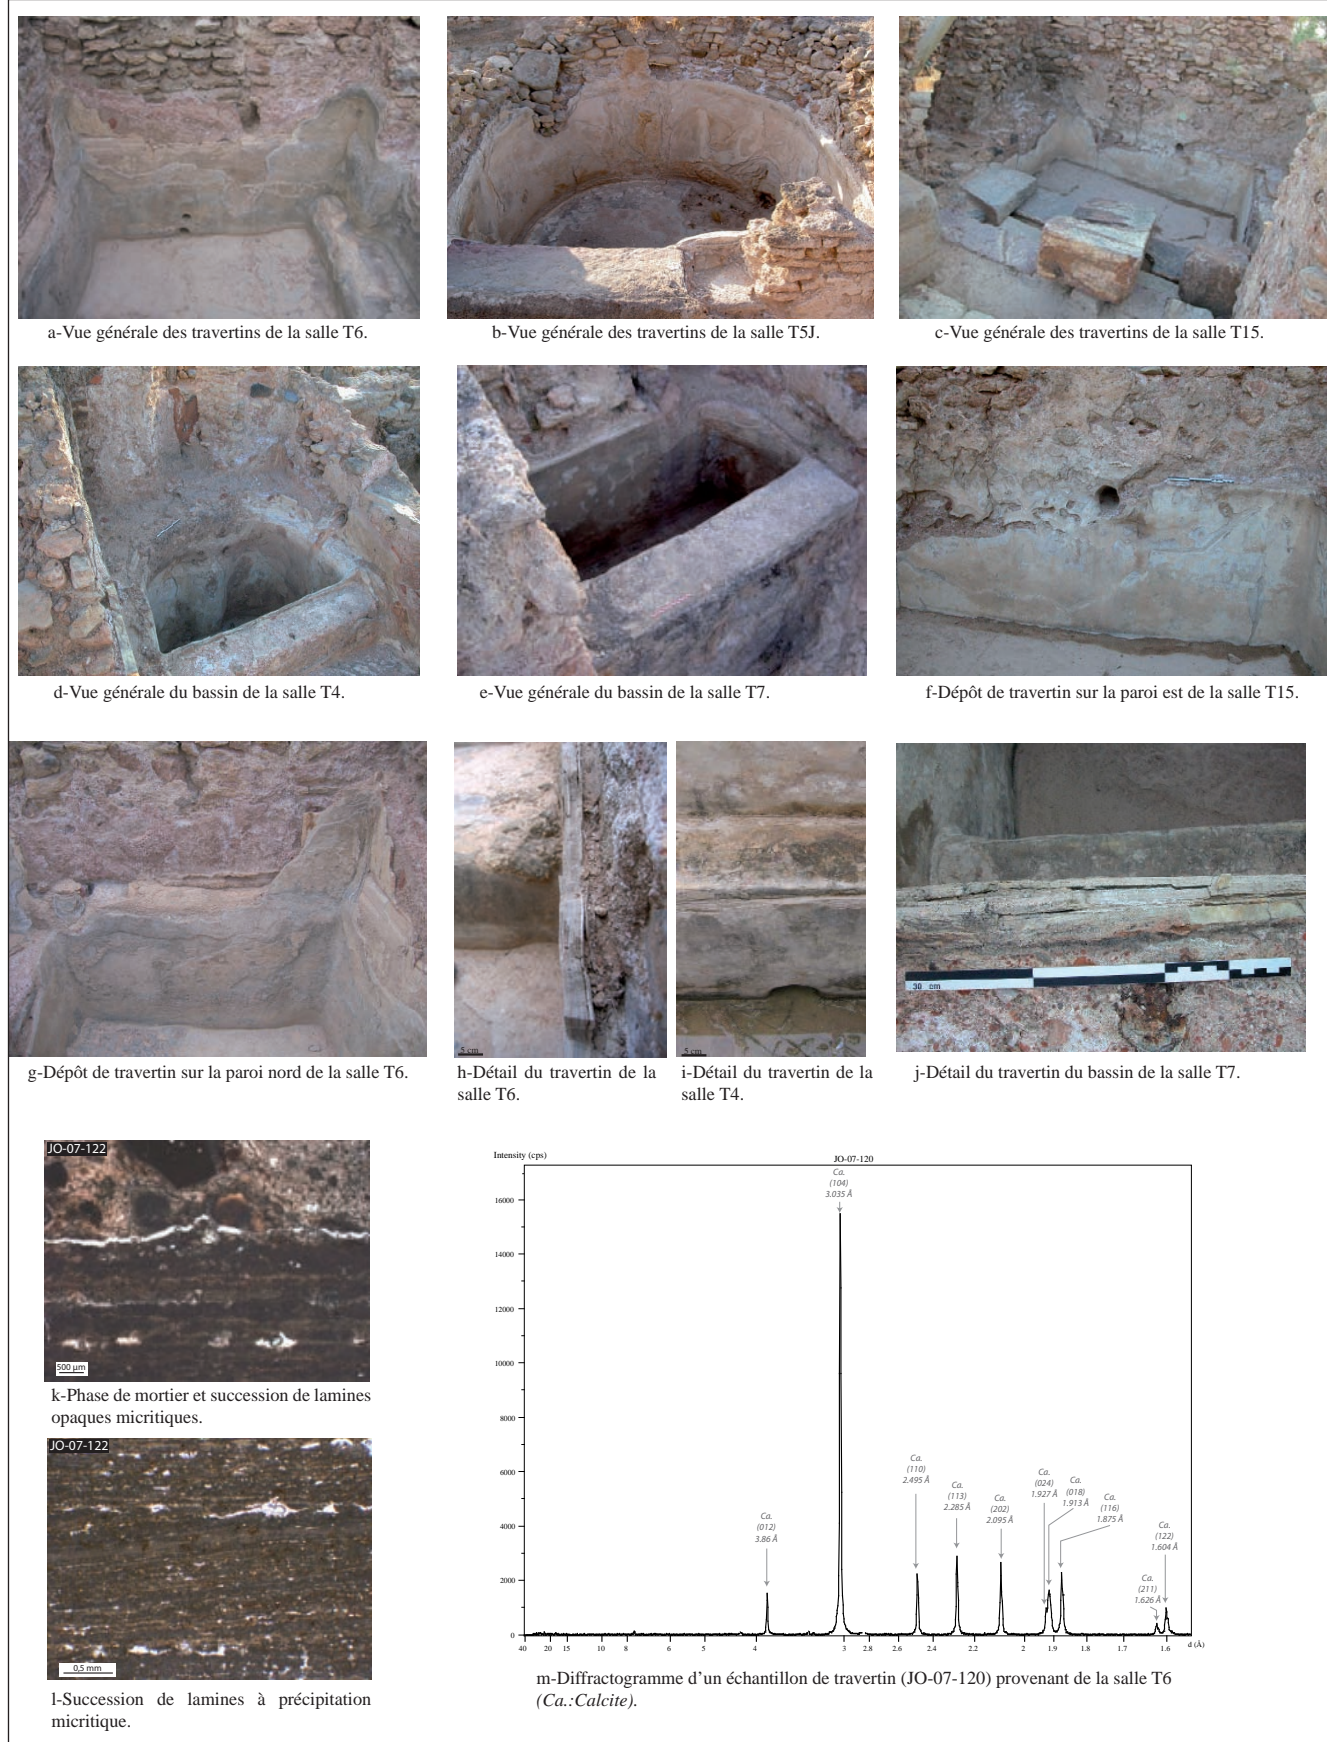 a-Vue générale des travertins de la salle T6.
b-Vue générale des travertins de la salle T5J.
c-Vue générale des travertins de la salle T15.
d-Vue générale du bassin de la salle T4.
e-Vue générale du bassin de la salle T7.
f-Dépôt de travertin sur la paroi est de la salle T15.
5 cm
5 cm
30 cm
g-Dépôt de travertin sur la paroi nord de la salle T6.
h-Détail du travertin de la
salle T6.
i-Détail du travertin de la
salle T4.
j-Détail du travertin du bassin de la salle T7.
JO-07-122
500 µm
k-Phase de mortier et succession de lamines
opaques micritiques.
JO-07-122
0,5 mm
l-Succession de lamines à précipitation
micritique.
Intensity (cps)
JO-07-120
16000
14000
12000
10000
8000
6000
4000
2000
0
Ca.
(012)
3.86 Å
Ca.
(104)
3.035 Å
Ca.
(110)
2.495 Å
Ca.
(113)
2.285 Å
Ca.
(202)
2.095 Å
Ca.
(024)
1.927 Å
Ca.
(018)
1.913 Å
Ca.
(116)
1.875 Å
Ca.
(211)
1.626 Å
Ca.
(122)
1.604 Å
40 20 15 10 8 6 5 4 3 2.8 2.6 2.4 2.2 2 1.9 1.8 1.7 1.6 d (Å)
m-Diffractogramme d'un échantillon de travertin (JO-07-120) provenant de la salle T6
(Ca.:Calcite).